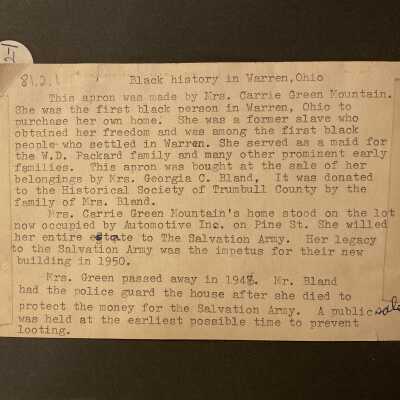 81.2.1
Black history in Warren,Ohio
This apron was made by Mrs. Carrie Green Mountain.
She was the first black person in Warren, Ohio to
purchase her own home. She was a former slave who
obtained her freedom and was among the first black
people who settled in Warren. She served as a maid for
the W.D. Packard family and many other prominent early
families. This apron was bought at the sale of her
belongings by Mrs. Georgia C. Bland, It was donated
to the Historical Society of Trumbull County by the
family of Mrs. Bland.
Mrs. Carrie Green Mountain's home stood on the lot
now occupied by Automotive Inc. on Pine St. She willed
her entire estate to The Salvation Army. Her legacy
to the Salvation Army was the impetus for their new
building in 1950.
Mrs. Green passed away in 194 Mr. Bland
had the police guard the house after she died to
protect the money for the Salvation Army. A public sale
was held at the earliest possible time to prevent
looting.